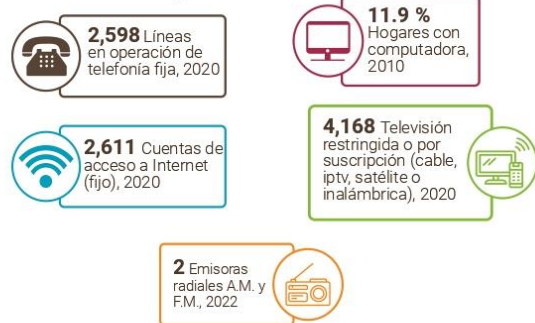 2,598 Líneas
en operación de
telefonía fija, 2020
11.9 %
Hogares con
computadora,
2010
2,611 Cuentas de
acceso a Internet
(fijo), 2020
4,168 Televisión
restringida o por
suscripción (cable,
iptv, satélite o
inalámbrica), 2020
2 Emisoras
radiales A.M. y
F.M., 2022